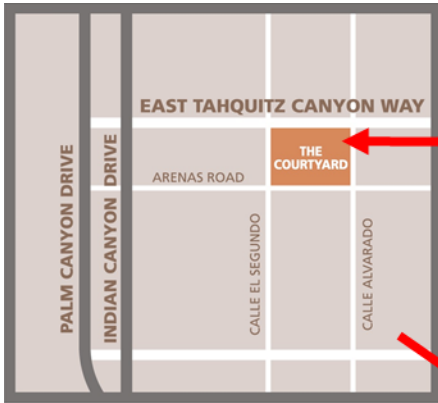 EAST TAHQUITZ CANYON WAY
THE
COURTYARD
ARENAS ROAD
PALM CANYON DRIVE
INDIAN CANYON DRIVE
CALLE EL SEGUNDO
CALLE ALVARADO